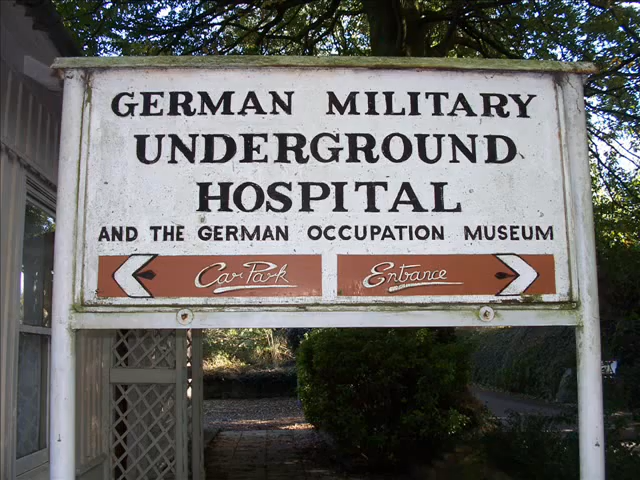 GERMAN MILITARY
UNDERGROUND
HOSPITAL
AND THE GERMAN OCCUPATION MUSEUM
Car Park Entrance